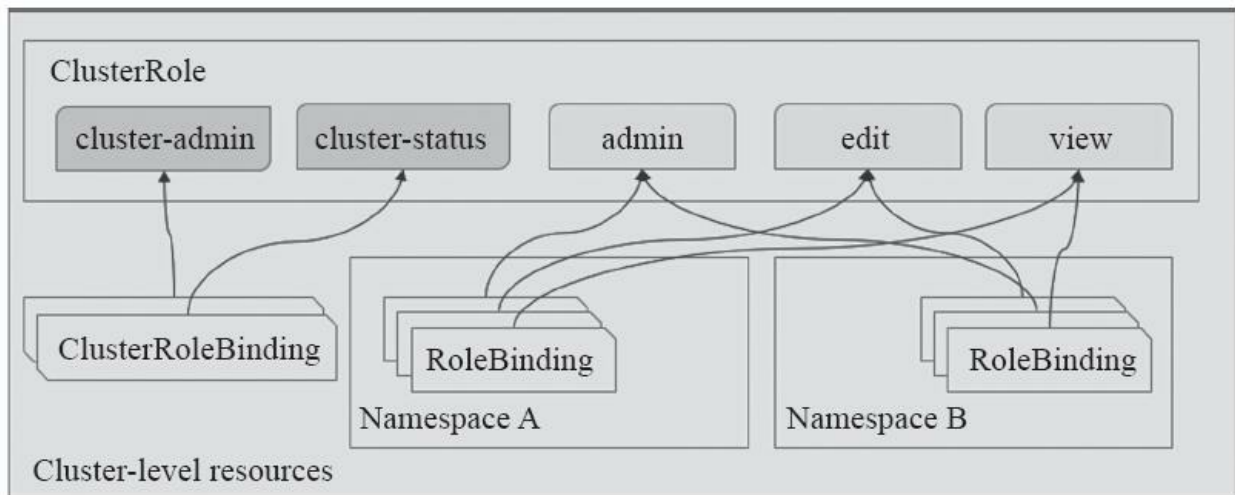 ClusterRole
cluster-admin
cluster-status
admin
edit
view
ClusterRoleBinding
RoleBinding
Namespace A
RoleBinding
Namespace B
Cluster-level resources